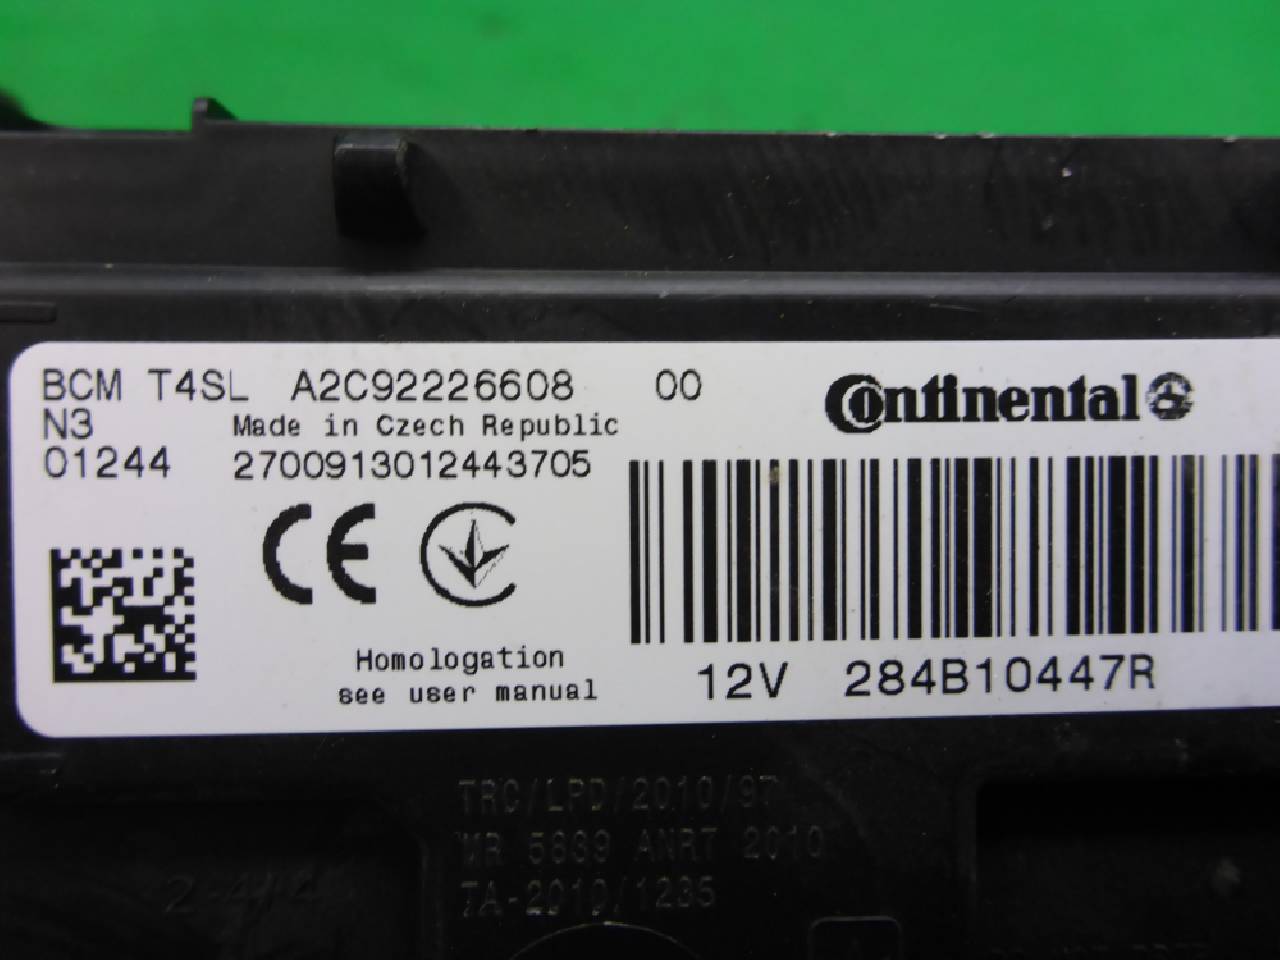 BCM T4SL A2C92226608 00
N3 Made in Czech Republic
01244 2700913012443705
Continental
CE
Homologation
see user manual
12V 284B10447R
TRC/LPD/2010/97
MR 5839 ANRT 2010
TA-2010/1235